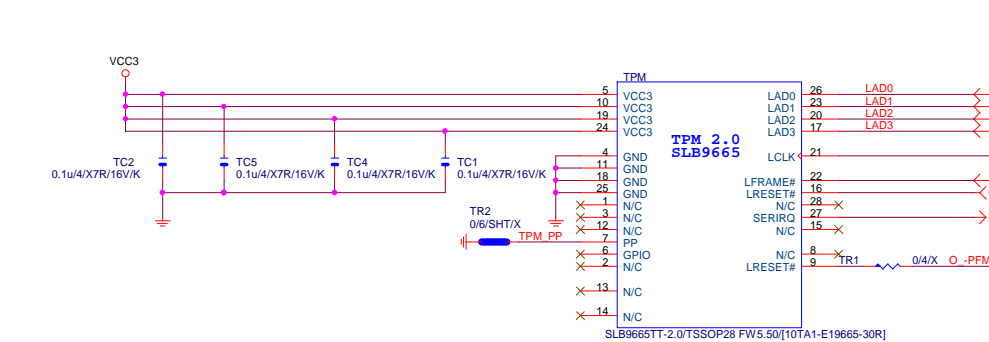 VCC3
TPM
5 VCC3 LAD0 26 LAD0
10 VCC3 LAD1 23 LAD1
19 VCC3 LAD2 20 LAD2
24 VCC3 LAD3 17 LAD3
TPM 2.0
SLB9665
TC2
0.1u/4/X7R/16V/K
TC5
0.1u/4/X7R/16V/K
TC4
0.1u/4/X7R/16V/K
TC1
0.1u/4/X7R/16V/K
4 GND LCLK 21
11 GND
18 GND LFRAME# 22
25 GND LRESET# 16
1 N/C N/C 28
3 N/C SERIRQ 27
12 N/C N/C 15
TR2
0/6/SHT/X
TPM_PP
7 PP
6 GPIO N/C 8
2 N/C LRESET# 9
TR1 0/4/X O_-PFM
13 N/C
14 N/C
SLB9665TT-2.0/TSSOP28 FW5.50/[10TA1-E19665-30R]